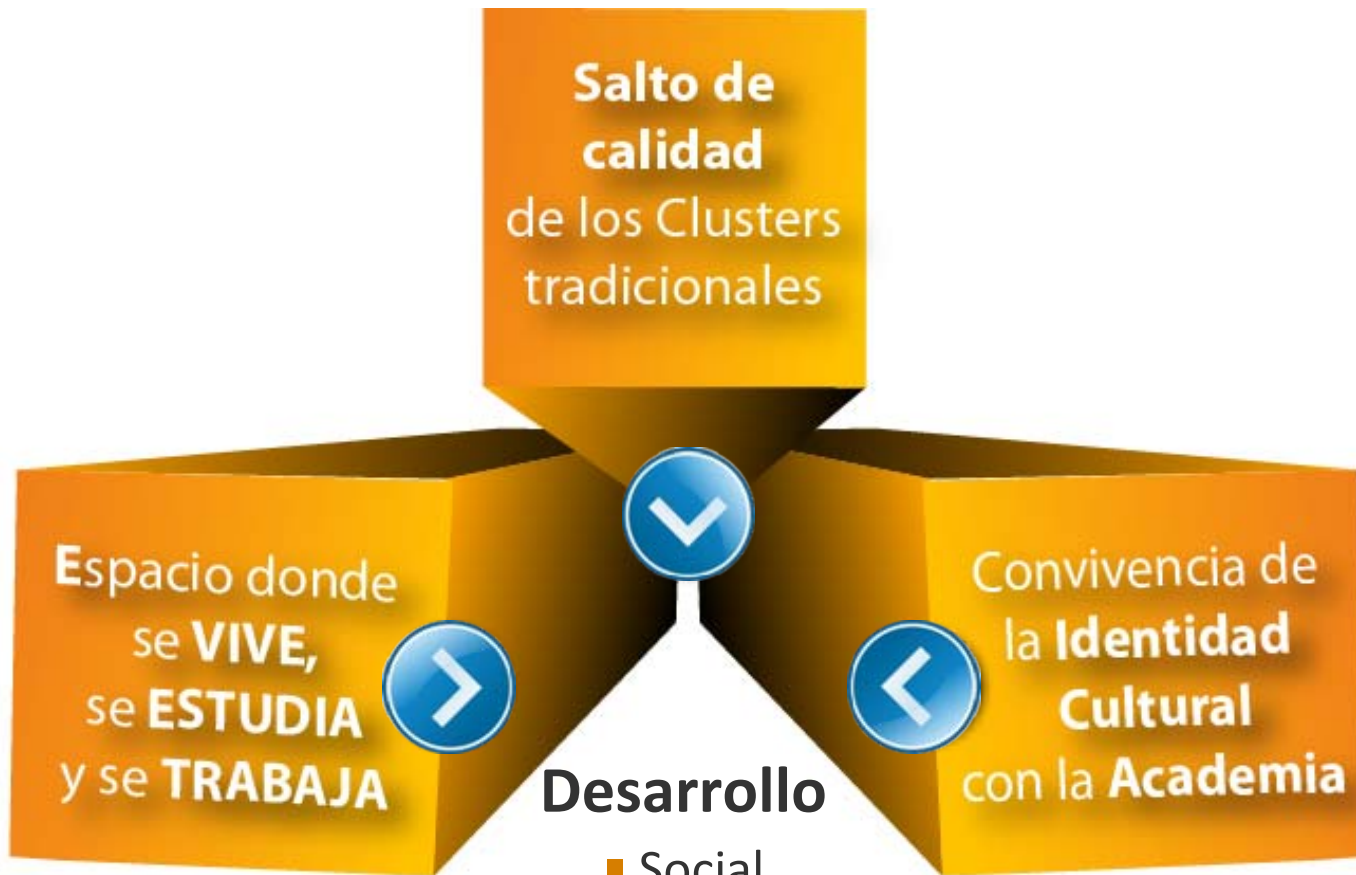 Salto de
calidad
de los Clusters
tradicionales
Espacio donde
se VIVE,
se ESTUDIA
y se TRABAJA
Convivencia de
la Identidad
Cultural
con la Academia
Desarrollo
Social